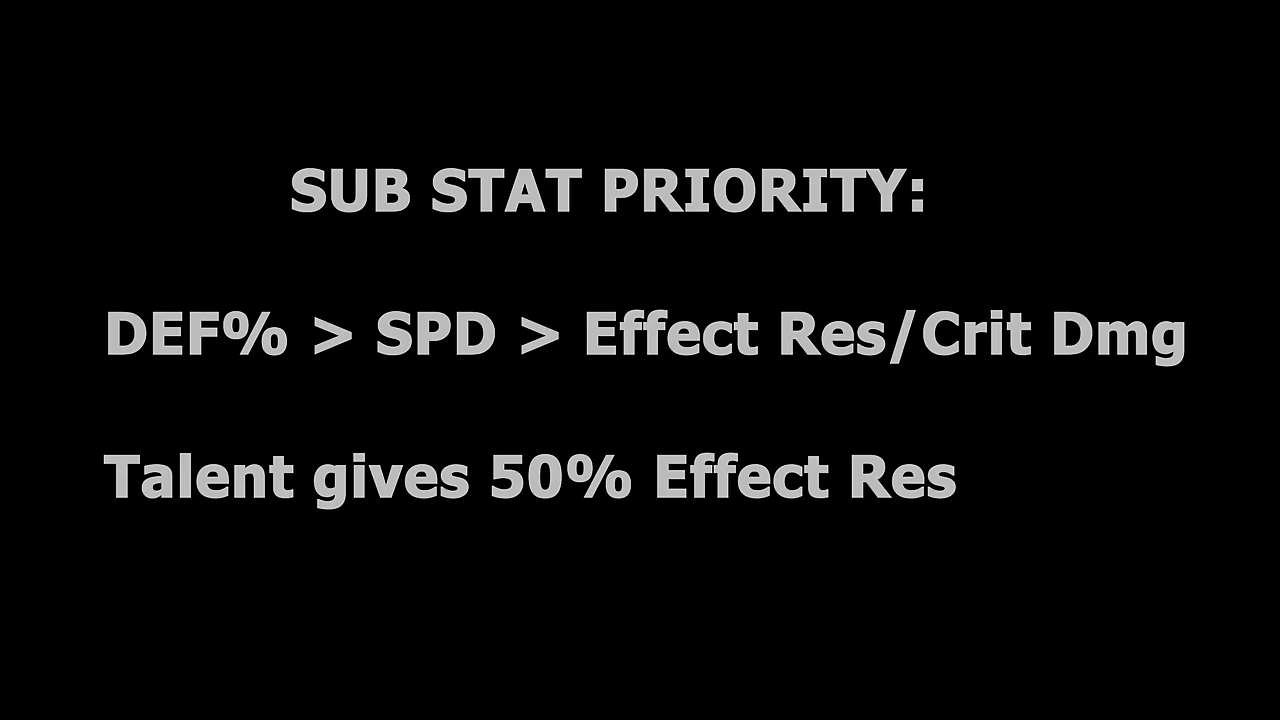 SUB STAT PRIORITY:
DEF% > SPD > Effect Res/Crit Dmg
Talent gives 50% Effect Res